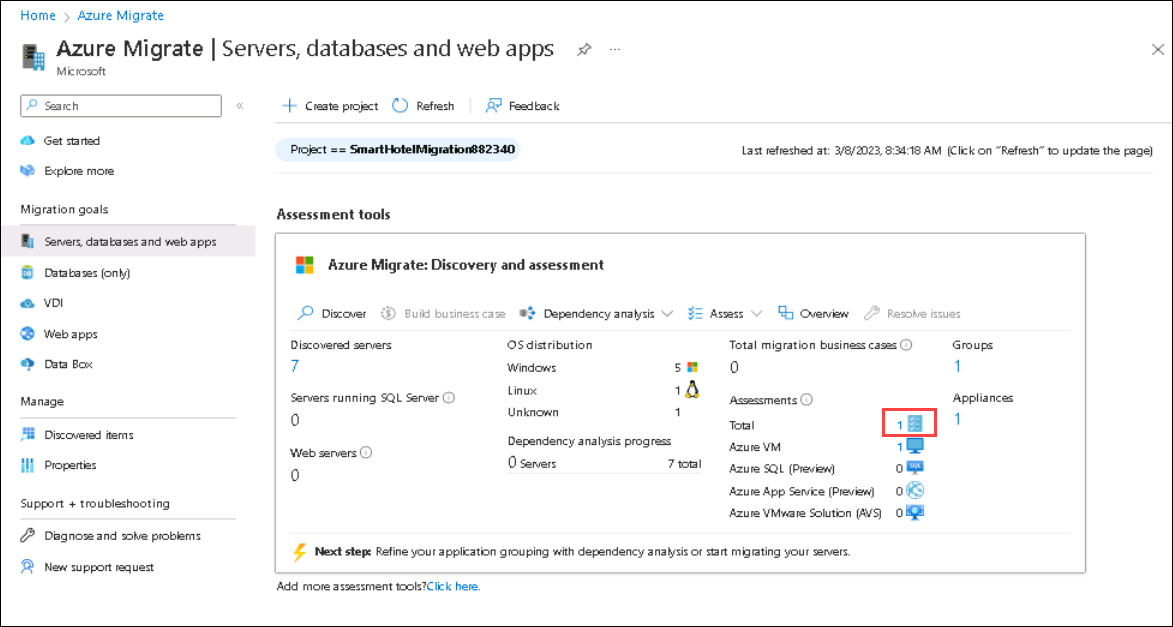 Home > Azure Migrate
Azure Migrate | Servers, databases and web apps
Microsoft
Search
Get started
Explore more
Migration goals
Servers, databases and web apps
Databases (only)
VDI
Web apps
Data Box
Manage
Discovered items
Properties
Support + troubleshooting
Diagnose and solve problems
New support request
Create project Refresh Feedback
Project == SmartHotelMigration882340
Last refreshed at: 3/8/2023, 8:34:18 AM (Click on “Refresh” to update the page)
Assessment tools
Azure Migrate: Discovery and assessment
Discover Build business case Dependency analysis Assess Overview Resolve issues
Discovered servers
7
Servers running SQL Server
0
Web servers
0
OS distribution
Windows 5
Linux 1
Unknown 1
Dependency analysis progress
0 Servers 7 total
Total migration business cases
0
Assessments
Total 1
Azure VM 1
Azure SQL (Preview) 0 SQL
Azure App Service (Preview) 0
Azure VMware Solution (AVS) 0
Groups
1
Appliances
1
Next step: Refine your application grouping with dependency analysis or start migrating your servers.
Add more assessment tools?Click here.